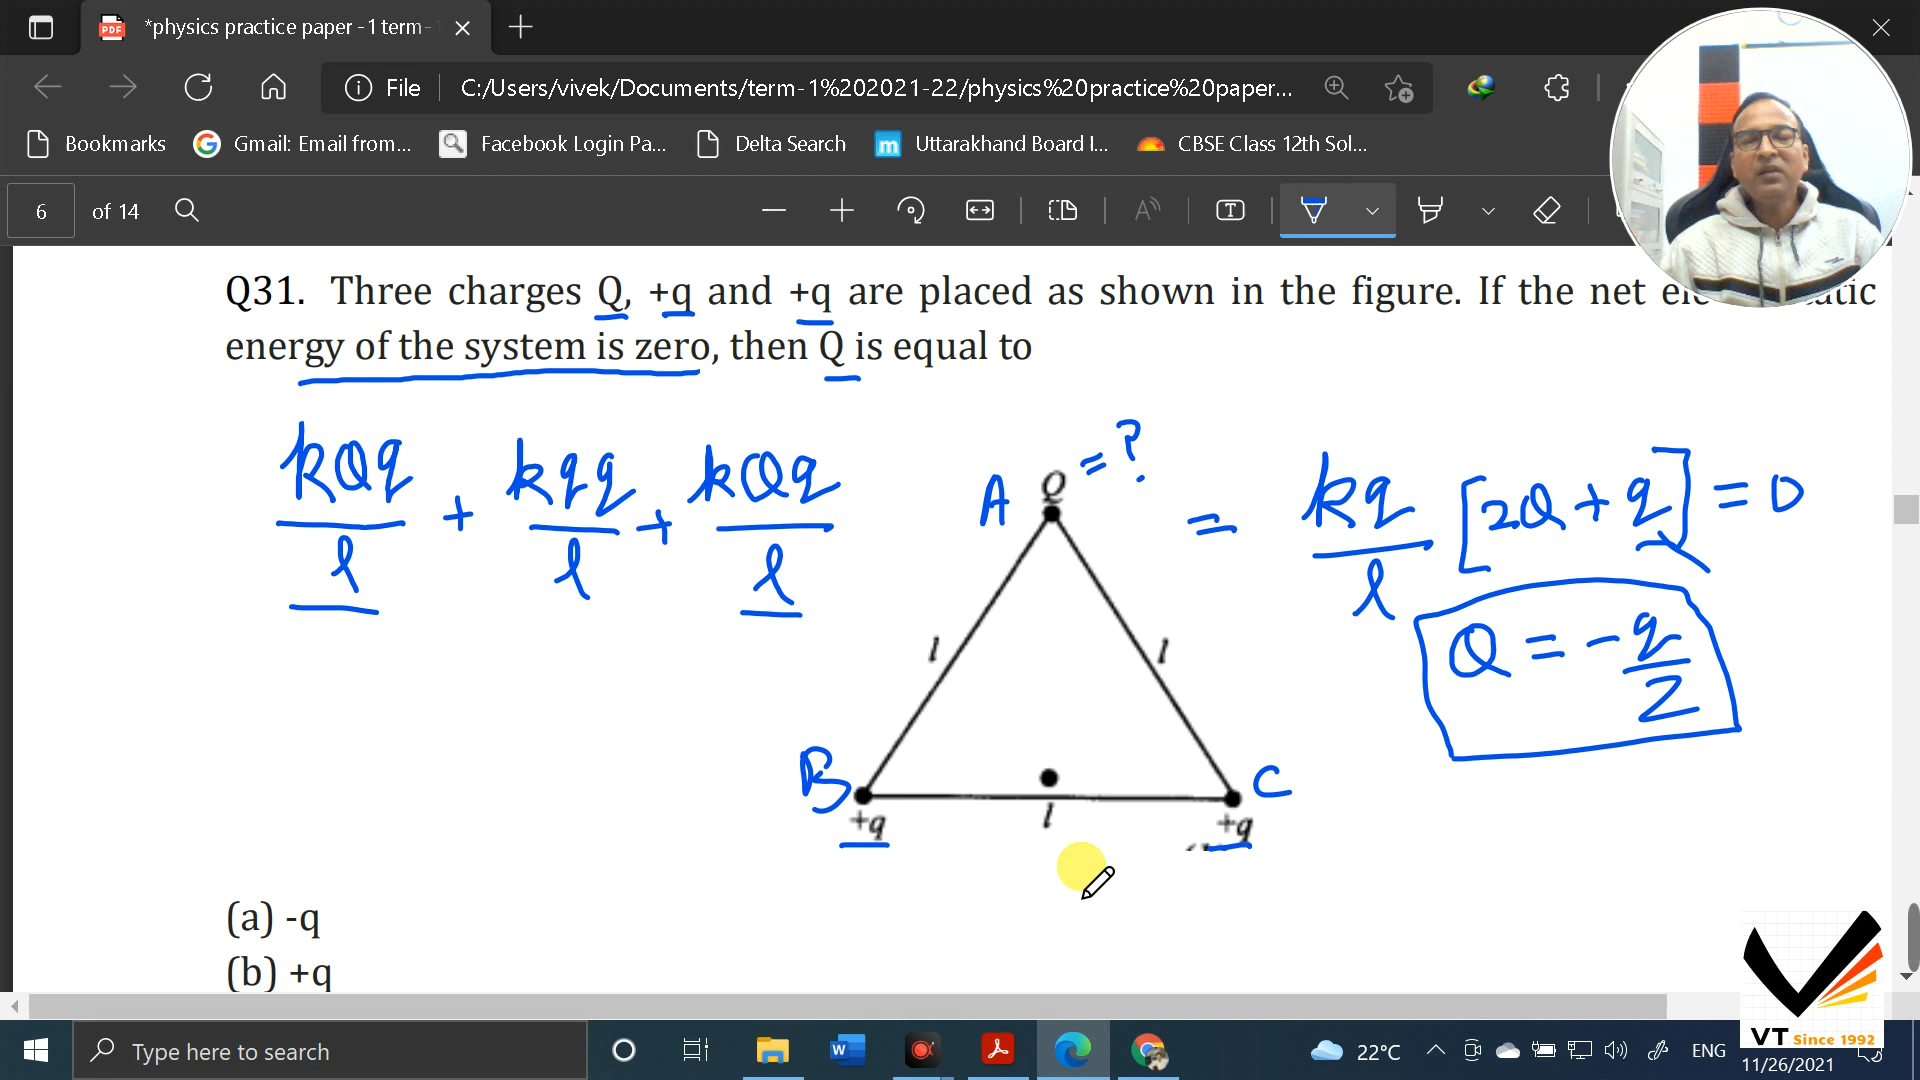 *physics practice paper -1 term-
File
C:/Users/vivek/Documents/term-1%202021-22/physics%20practice%20paper...
Bookmarks
Gmail: Email from...
Facebook Login Pa...
Delta Search
Uttarakhand Board I...
CBSE Class 12th Sol...
6 of 14
Q31. Three charges Q, +q and +q are placed as shown in the figure. If the net
energy of the system is zero, then Q is equal to
kQq/l + kqq/l + kQq/l
= kq/l [2Q + q] = 0
Q = -q/2
A Q = ?
l l
B C
+q l +q
(a) -q
(b) +q
VT Since 1992
Type here to search
22°C
ENG
11/26/2021